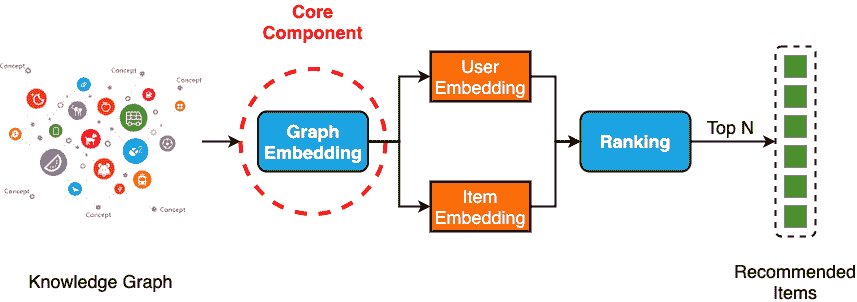 Core
Component
Concept
Concept
Concept
Concept
Concept
Concept
Knowledge Graph
Graph
Embedding
User
Embedding
Item
Embedding
Ranking
Top N
Recommended
Items